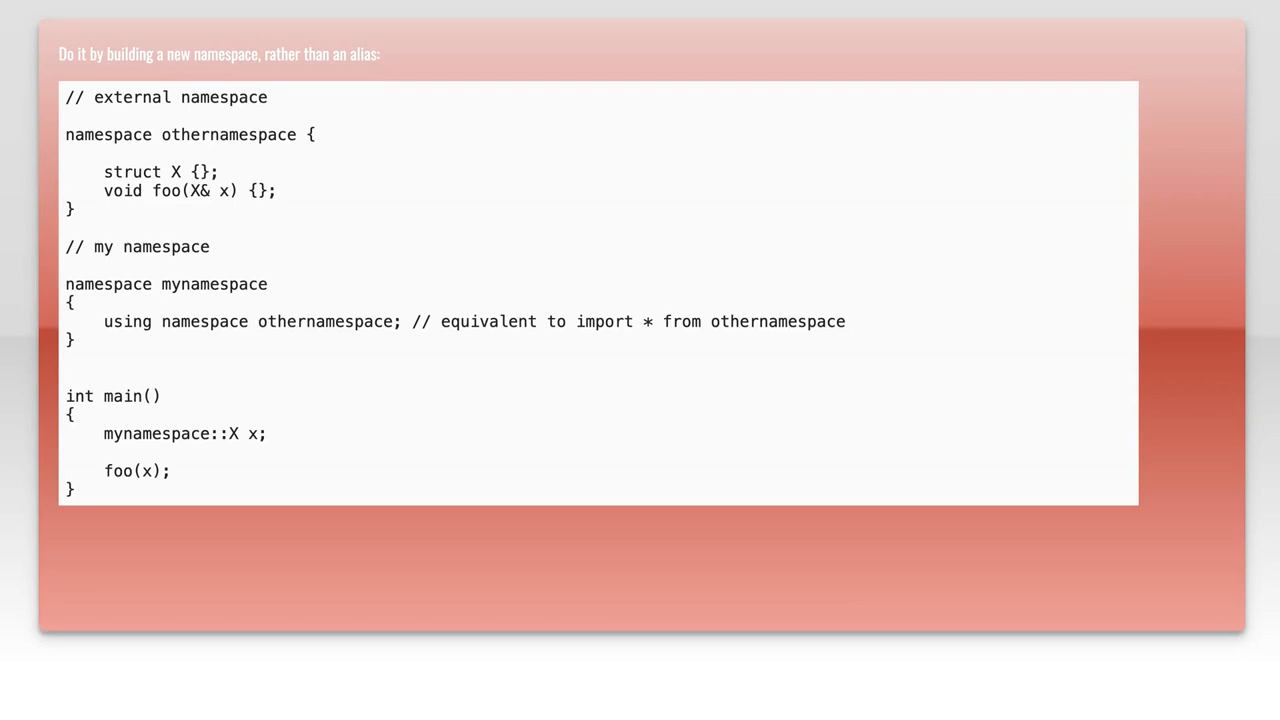 Do it by building a new namespace, rather than an alias:
// external namespace
namespace othernamespace {
struct X {};
void foo(X& x) {};
}
// my namespace
namespace mynamespace
{
using namespace othernamespace; // equivalent to import * from othernamespace
}
int main()
{
mynamespace::X x;
foo(x);
}